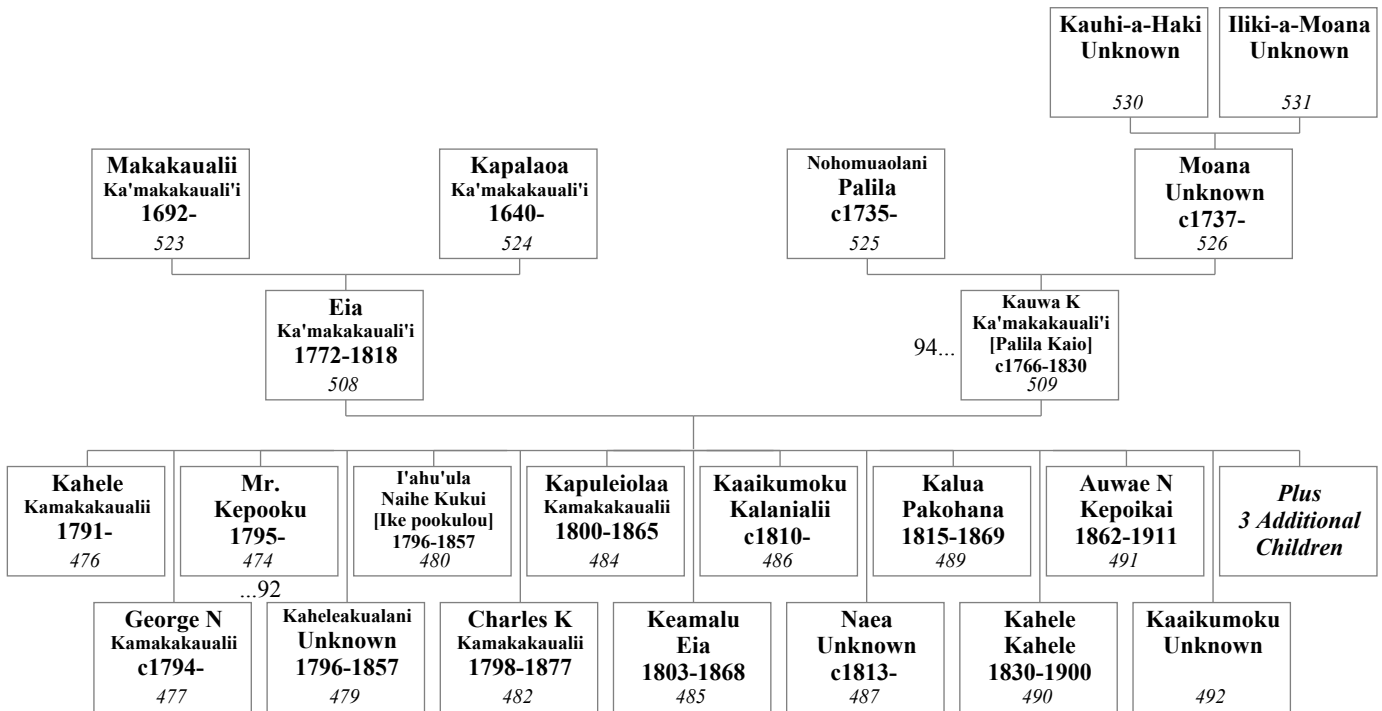 Kauhi-a-Haki
Unknown
530
Iliki-a-Moana
Unknown
531
Makakaualii
Ka'makakauali'i
1692-
523
Kapalaoa
Ka'makakauali'i
1640-
524
Nohomuaolani
Palila
c1735-
525
Moana
Unknown
c1737-
526
Eia
Ka'makakauali'i
1772-1818
508
94...
Kauwa K
Ka'makakauali'i
[Palila Kaio]
c1766-1830
509
Kahele
Kamakakaualii
1791-
476
Mr.
Kepooku
1795-
474
...92
I'ahu'ula
Naihe Kukui
[Ike pookulou]
1796-1857
480
Kapuleiolaa
Kamakakaualii
1800-1865
484
Kaaikumoku
Kalanialii
c1810-
486
Kalua
Pakohana
1815-1869
489
Auwae N
Kepoikai
1862-1911
491
Plus
3 Additional
Children
George N
Kamakakaualii
c1794-
477
Kaheleakualani
Unknown
1796-1857
479
Charles K
Kamakakaualii
1798-1877
482
Keamalu
Eia
1803-1868
485
Naea
Unknown
c1813-
487
Kahele
Kahele
1830-1900
490
Kaaikumoku
Unknown
492